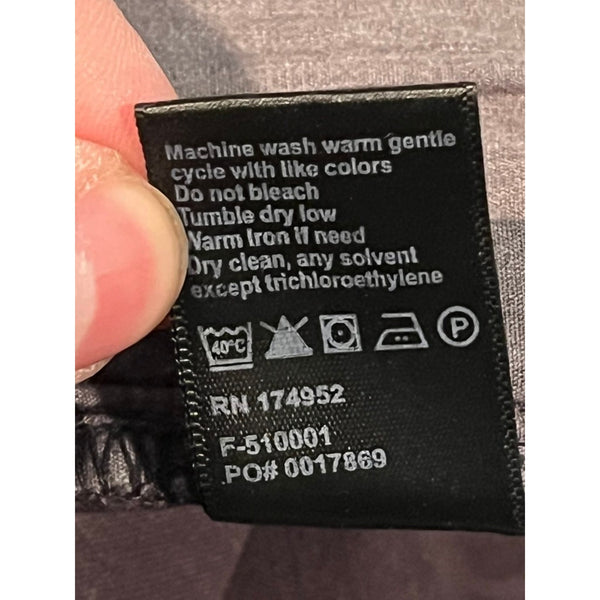 Machine wash warm gentle
cycle with like colors
Do not bleach
Tumble dry low
Warm Iron if need
Dry clean, any solvent
except trichloroethylene
40°C P
RN 174952
F-510001
PO# 0017869